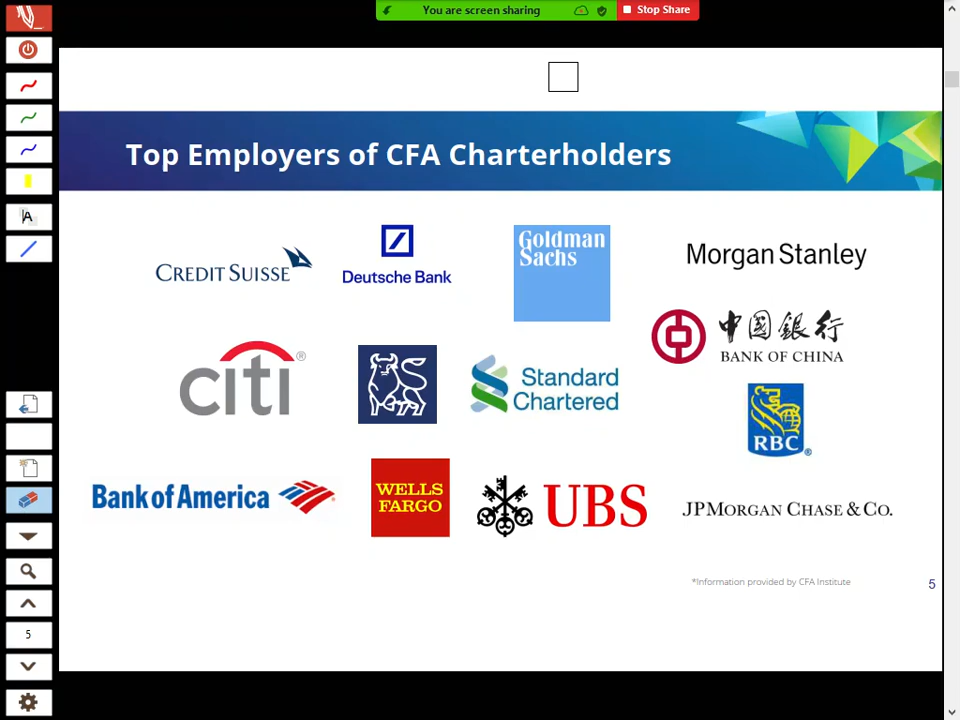 You are screen sharing
Stop Share
A
Top Employers of CFA Charterholders
CREDIT SUISSE
Deutsche Bank
Goldman
Sachs
Morgan Stanley
中国銀行
BANK OF CHINA
citi®
Standard
Chartered
RBC®
Bank of America
WELLS
FARGO
UBS
JPMORGAN CHASE & CO.
*Information provided by CFA Institute
5
5